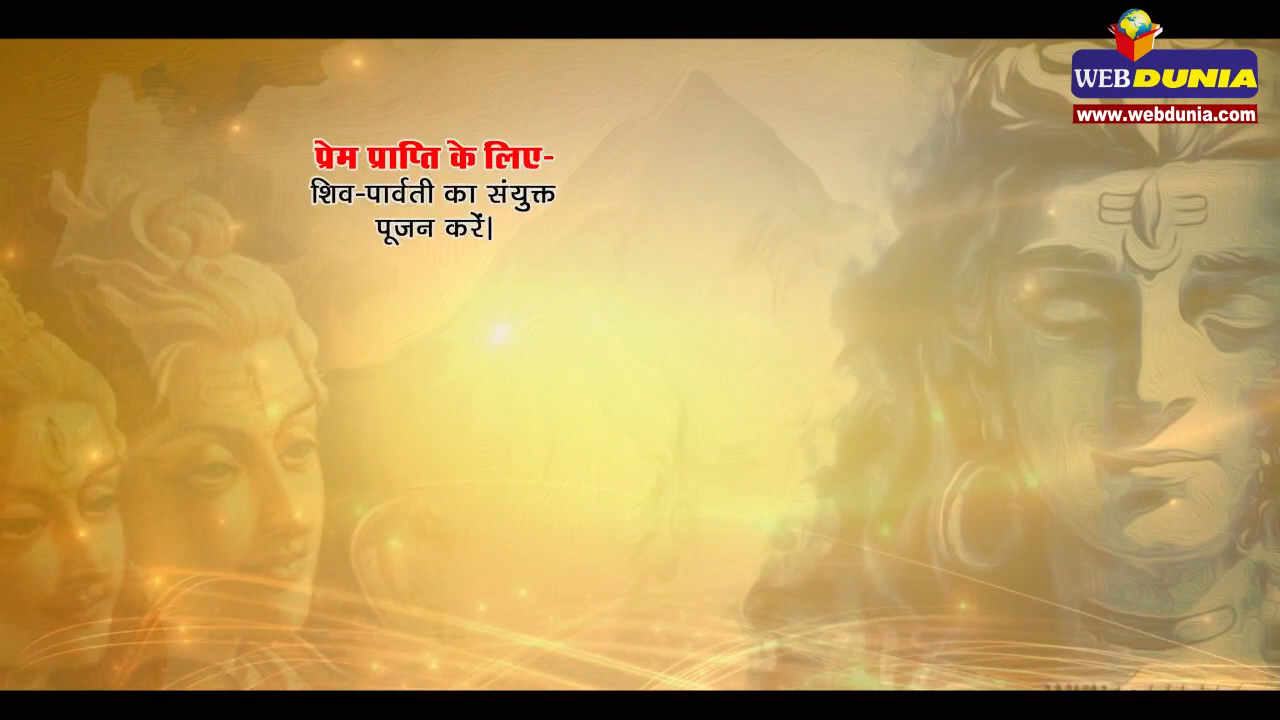 WEBDUNIA
www.webdunia.com
प्रेम प्राप्ति के लिए-
शिव-पार्वती का संयुक्त
पूजन करें।